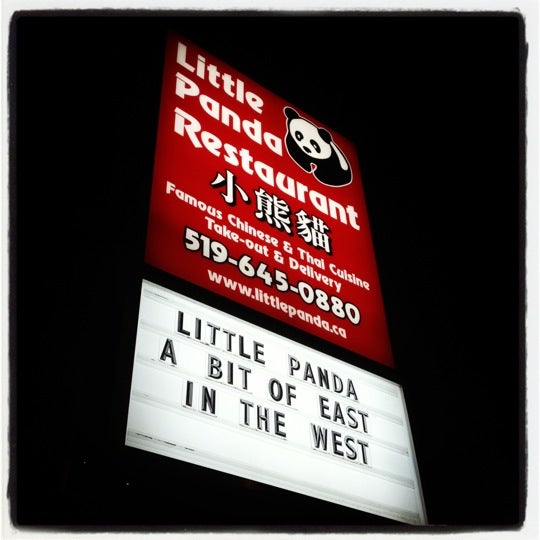 Little
Panda
Restaurant
小熊貓
Famous Chinese & Thai Cuisine
Take-out & Delivery
519-645-0880
www.littlepanda.ca
LITTLE PANDA
A BIT OF EAST
IN THE WEST